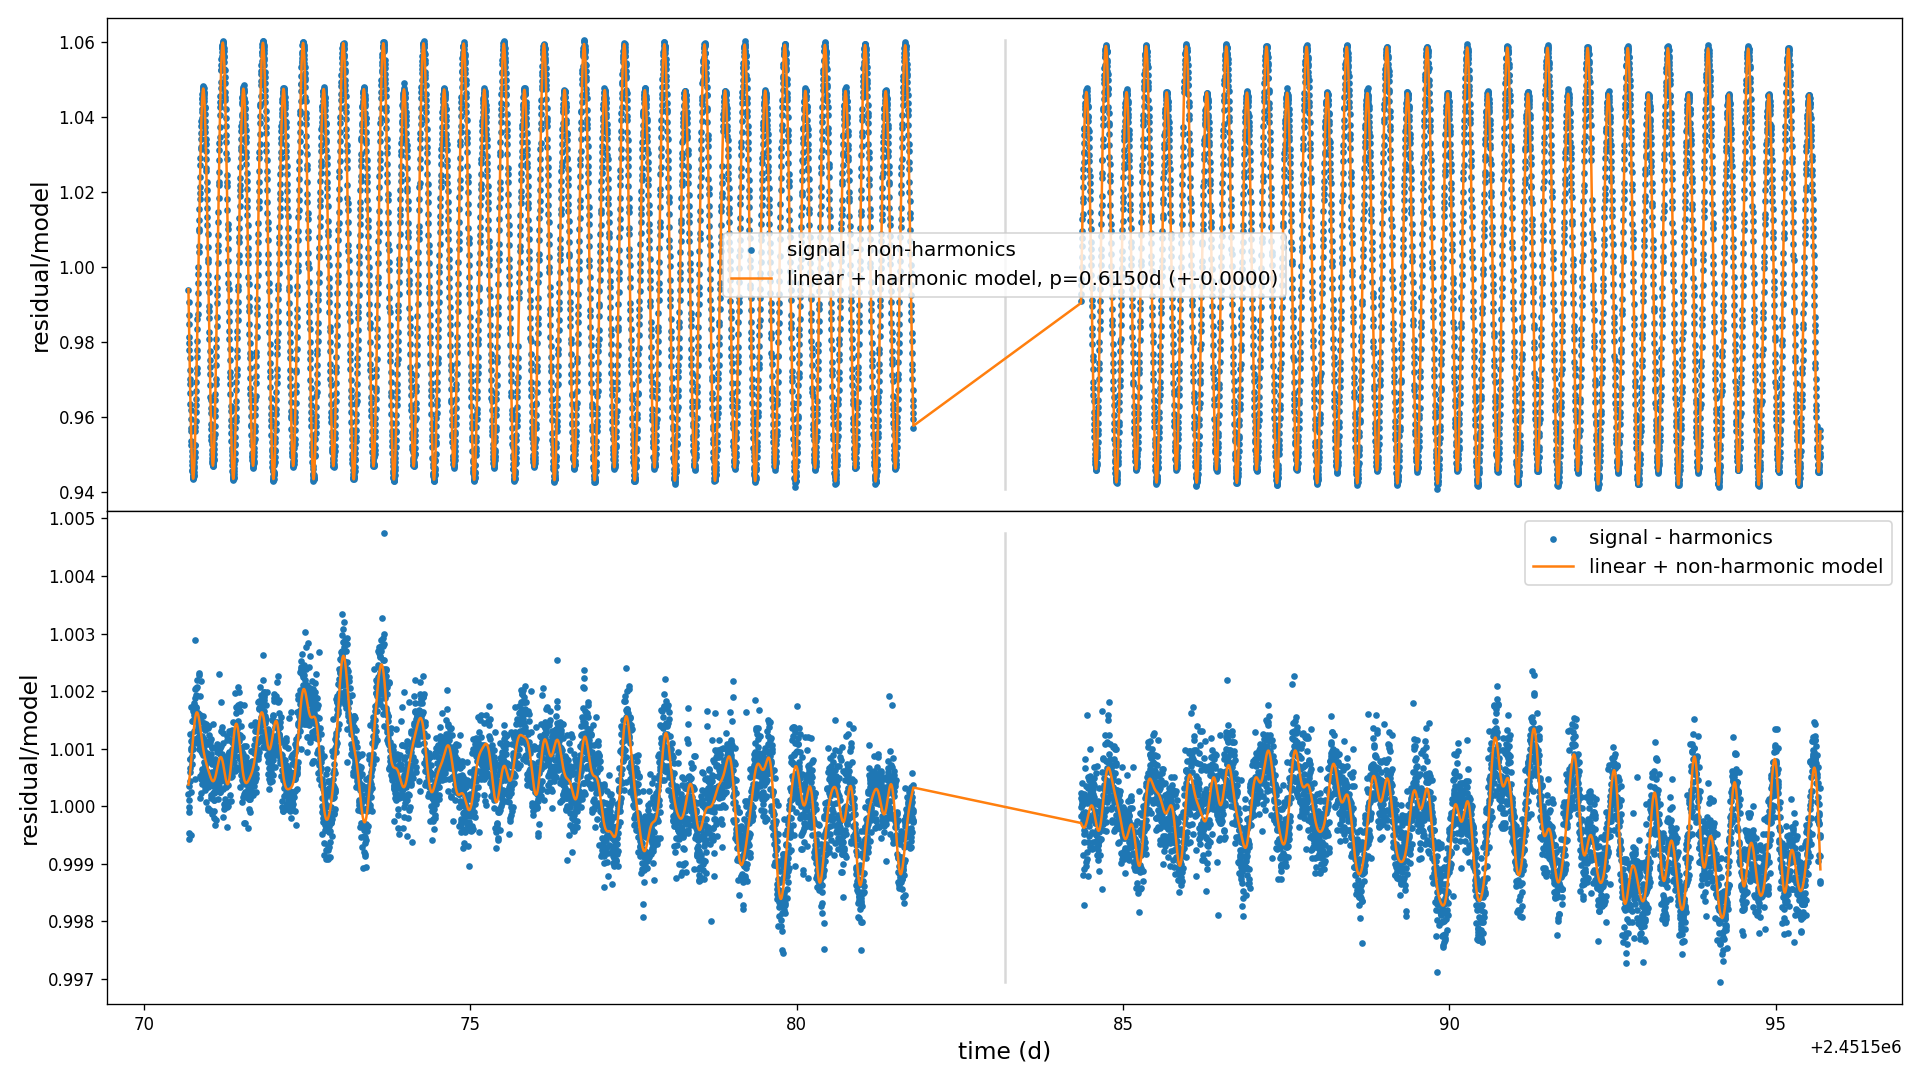 1.06
1.04
1.02
1.00
0.98
0.96
0.94
residual/model
signal - non-harmonics
linear + harmonic model, p=0.6150d (+-0.0000)
1.005
1.004
1.003
1.002
1.001
1.000
0.999
0.998
0.997
residual/model
signal - harmonics
linear + non-harmonic model
70 75 80 85 90 95
time (d)
+2.4515e6